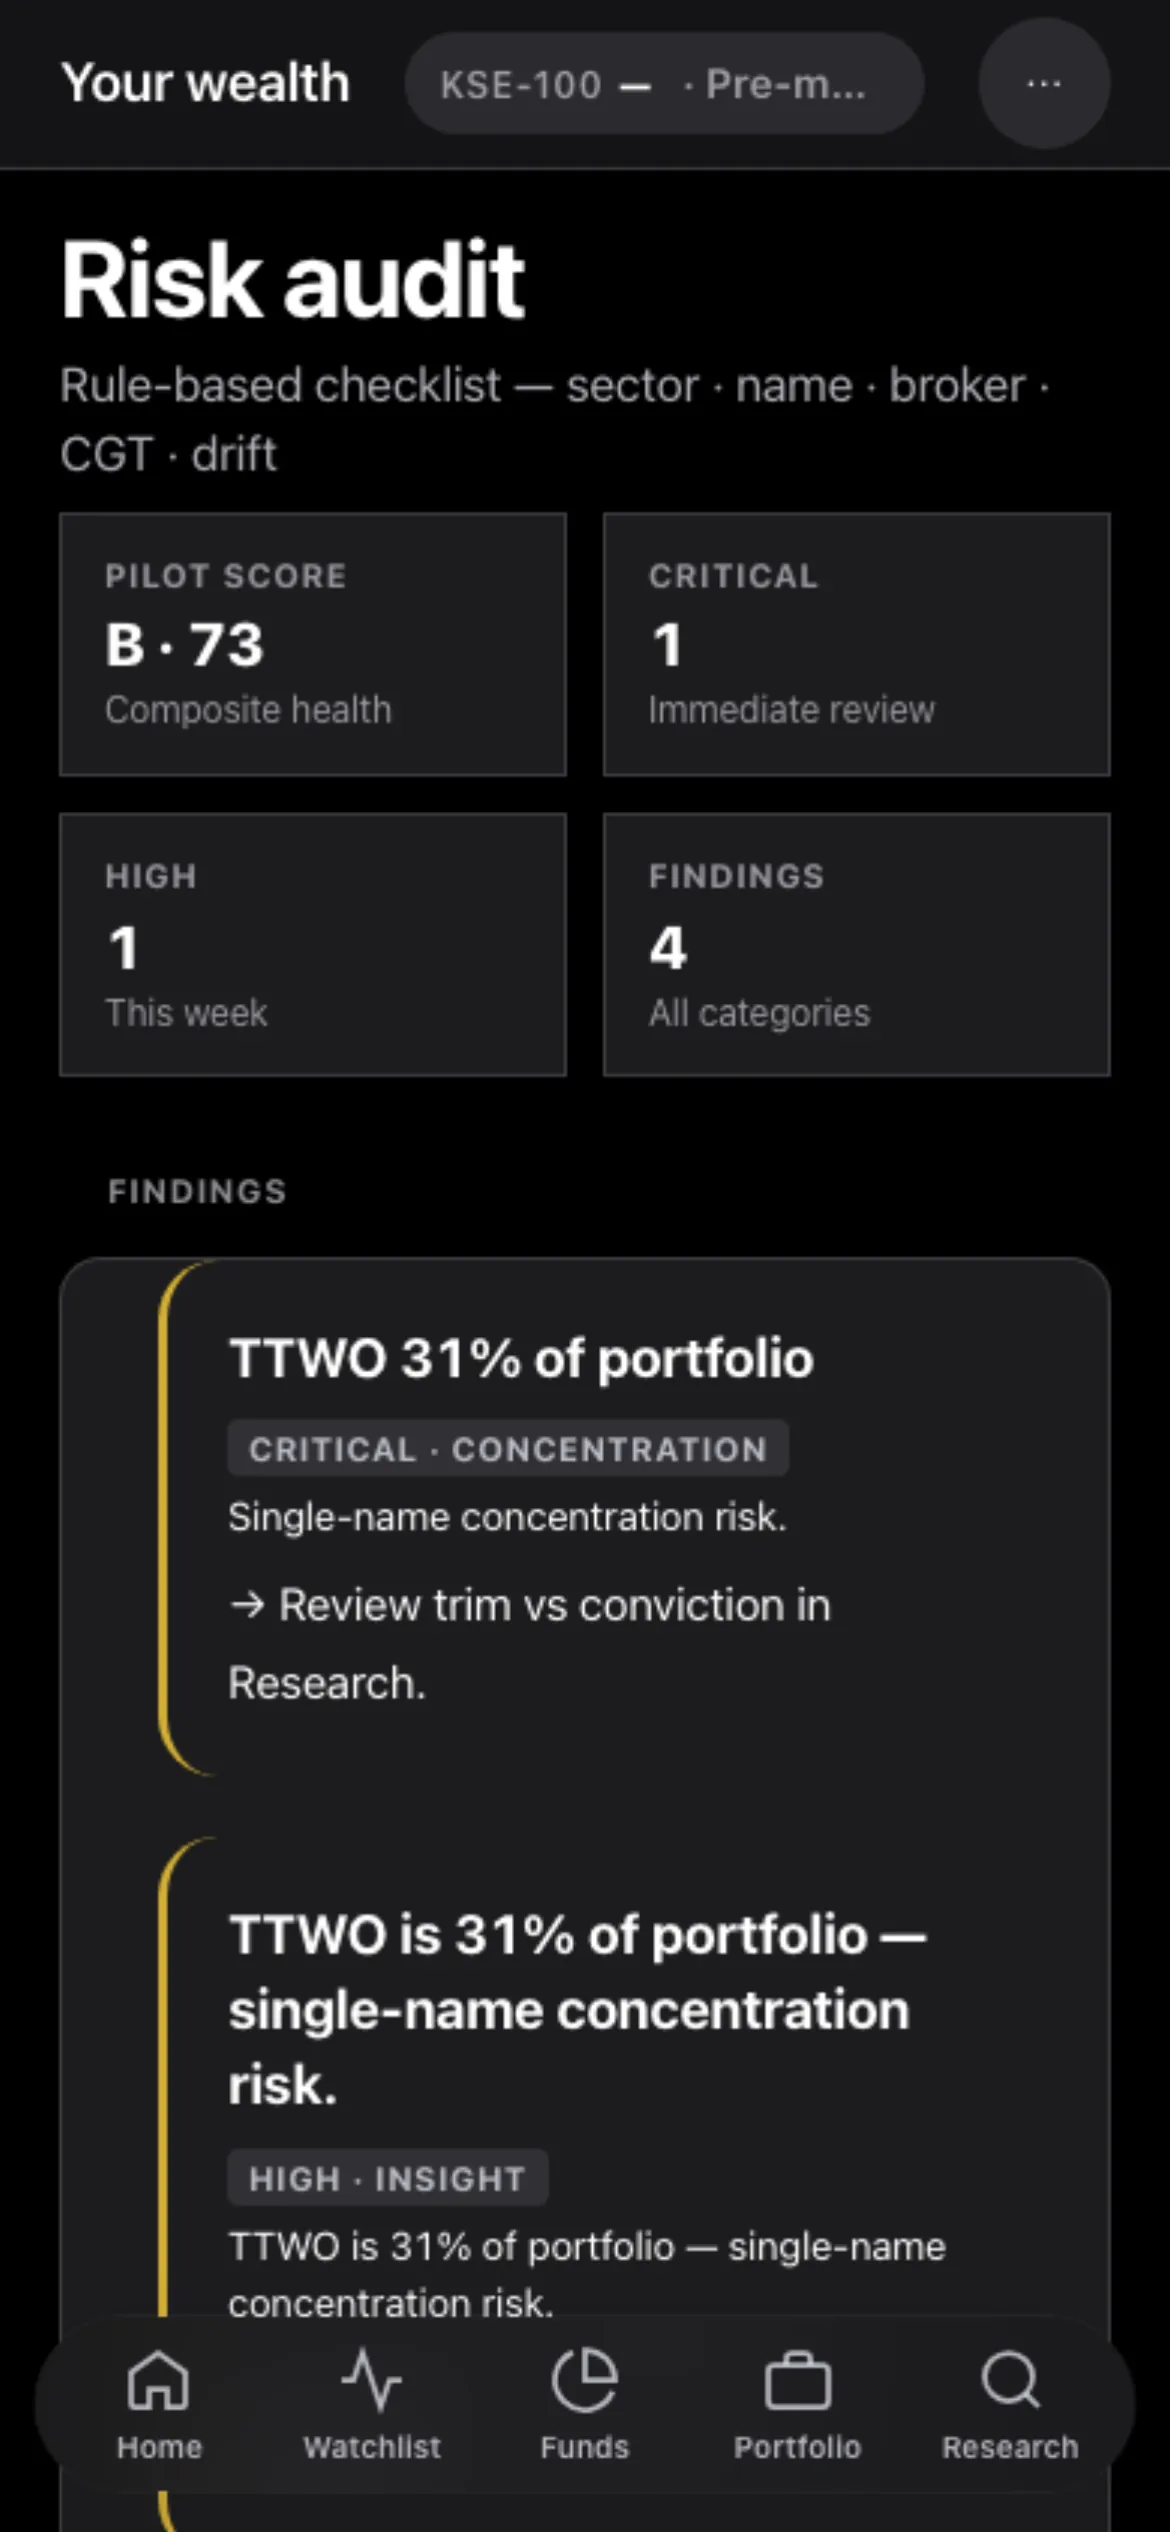 Your wealth
KSE-100 — · Pre-m...
...
Risk audit
Rule-based checklist — sector · name · broker ·
CGT · drift
PILOT SCORE
B · 73
Composite health
CRITICAL
1
Immediate review
HIGH
1
This week
FINDINGS
4
All categories
FINDINGS
TTWO 31% of portfolio
CRITICAL · CONCENTRATION
Single-name concentration risk.
→ Review trim vs conviction in
Research.
TTWO is 31% of portfolio —
single-name concentration
risk.
HIGH · INSIGHT
TTWO is 31% of portfolio — single-name
concentration risk.
Home
Watchlist
Funds
Portfolio
Research